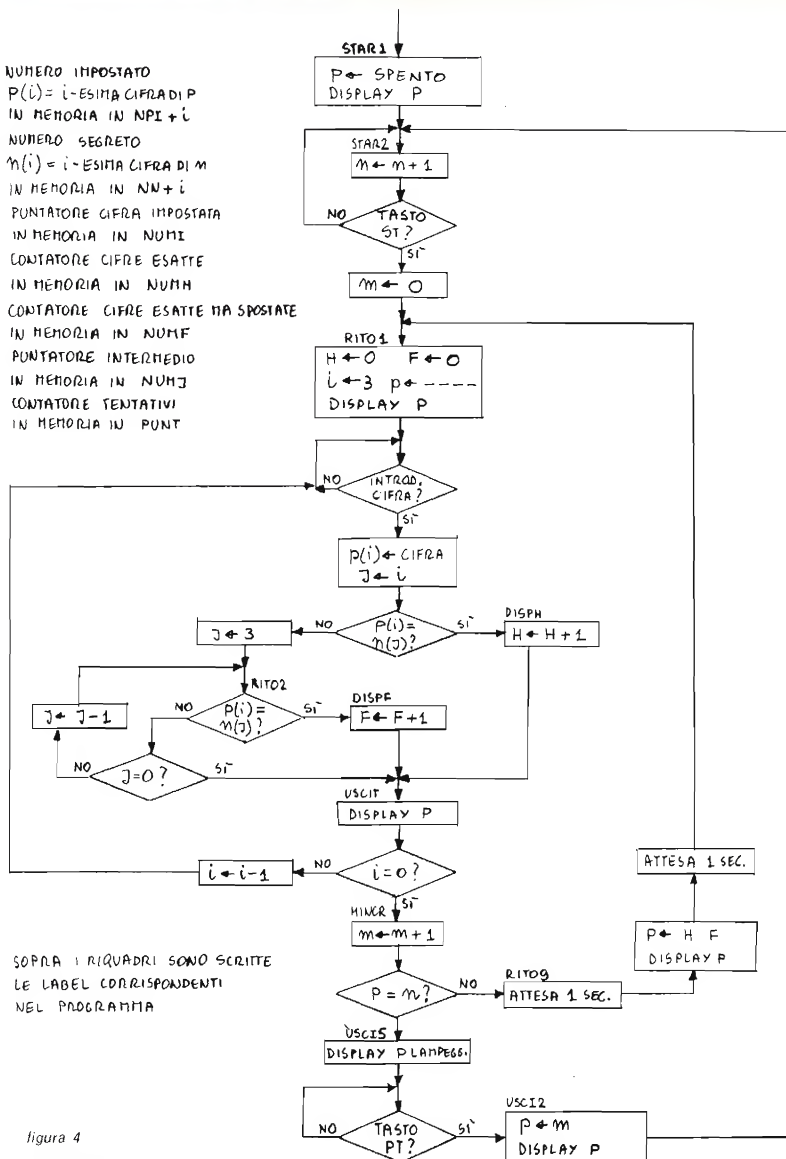 NUMERO IMPOSTATO
P(i) = i-ESIMA CIFRA DI P
IN MEMORIA IN NPI + i
NUMERO SEGRETO
n(i) = i-ESIMA CIFRA DI n
IN MEMORIA IN NN + i
PUNTATORE CIFRA IMPOSTATA
IN MEMORIA IN NUMI
CONTATORE CIFRE ESATTE
IN MEMORIA IN NUMH
CONTATORE CIFRE ESATTE MA SPOSTATE
IN MEMORIA IN NUMF
PUNTATORE INTERMEDIO
IN MEMORIA IN NUMJ
CONTATORE TENTATIVI
IN MEMORIA IN PUNT
STAR1
P ← SPENTO
DISPLAY P
STAR2
n ← n + 1
TASTO
ST?
NO
SI
m ← 0
RITO1
H ← 0 F ← 0
i ← 3 P ← ----
DISPLAY P
INTROD.
CIFRA?
NO
SI
P(i) ← CIFRA
J ← i
P(i) =
n(J)?
NO
SI
DISPH
H ← H + 1
J ← 3
RITO2
P(i) =
n(J)?
NO
SI
DISPF
F ← F + 1
J ← J - 1
J = 0?
NO
SI
USCIT
DISPLAY P
i = 0?
NO
SI
i ← i - 1
MINCR
m ← m + 1
P = n?
NO
RITO9
ATTESA 1 SEC.
P ← H F
DISPLAY P
ATTESA 1 SEC.
USCI5
DISPLAY P LAMPEGG.
TASTO
PT?
NO
SI
USCI2
P ← m
DISPLAY P
SOPRA I RIQUADRI SONO SCRITTE
LE LABEL CORRISPONDENTI
NEL PROGRAMMA
figura 4